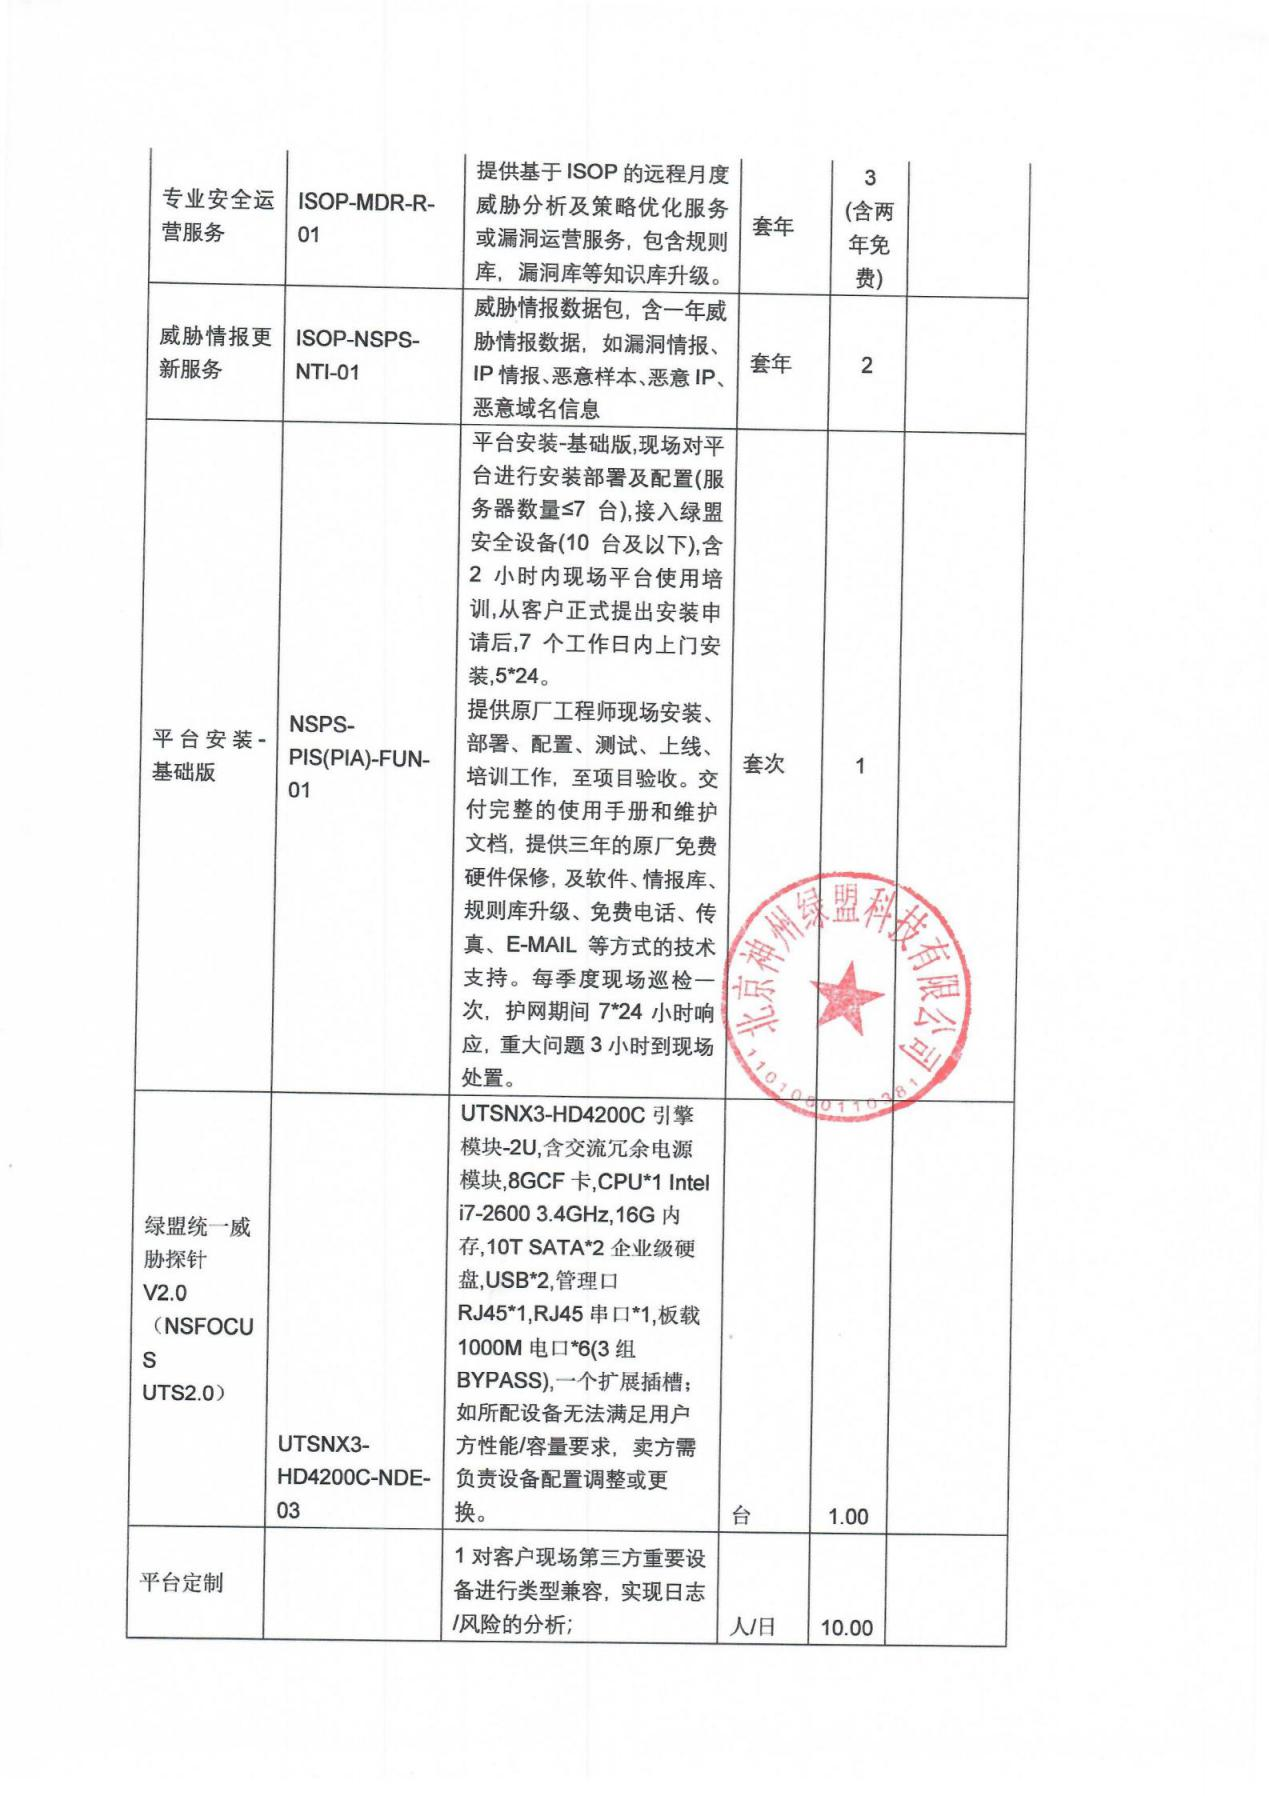 专业安全运
营服务
ISOP-MDR-R-
01
提供基于 ISOP 的远程月度
威胁分析及策略优化服务
或漏洞运营服务，包含规则
库，漏洞库等知识库升级。
套年
3
(含两
年免
费)
威胁情报更
新服务
ISOP-NSPS-
NTI-01
威胁情报数据包，含一年威
胁情报数据，如漏洞情报、
IP 情报、恶意样本、恶意 IP、
恶意域名信息
套年
2
平台安装-
基础版
NSPS-
PIS(PIA)-FUN-
01
平台安装-基础版,现场对平
台进行安装部署及配置(服
务器数量≤7 台),接入绿盟
安全设备(10 台及以下),含
2 小时内现场平台使用培
训,从客户正式提出安装申
请后,7 个工作日内上门安
装,5*24。
提供原厂工程师现场安装、
部署、配置、测试、上线、
培训工作，至项目验收。交
付完整的使用手册和维护
文档，提供三年的原厂免费
硬件保修，及软件、情报库、
规则库升级、免费电话、传
真、E-MAIL 等方式的技术
支持。每季度现场巡检一
次，护网期间 7*24 小时响
应，重大问题 3 小时到现场
处置。
套次
1
北京神州绿盟科技有限公司
1101080110381
绿盟统一威
胁探针
V2.0
（NSFOCU
S
UTS2.0）
UTSNX3-
HD4200C-NDE-
03
UTSNX3-HD4200C 引擎
模块-2U,含交流冗余电源
模块,8GCF 卡,CPU*1 Intel
i7-2600 3.4GHz,16G 内
存,10T SATA*2 企业级硬
盘,USB*2,管理口
RJ45*1,RJ45 串口*1,板载
1000M 电口*6(3 组
BYPASS),一个扩展插槽；
如所配设备无法满足用户
方性能/容量要求，卖方需
负责设备配置调整或更
换。
台
1.00
平台定制
1 对客户现场第三方重要设
备进行类型兼容，实现日志
/风险的分析;
人/日
10.00